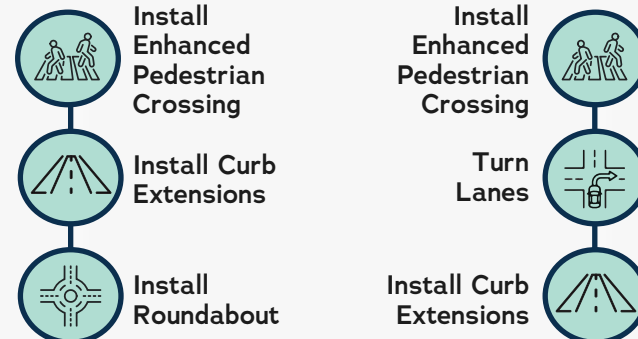 Install
Enhanced
Pedestrian
Crossing
Install Curb
Extensions
Install
Roundabout
Install
Enhanced
Pedestrian
Crossing
Turn
Lanes
Install Curb
Extensions